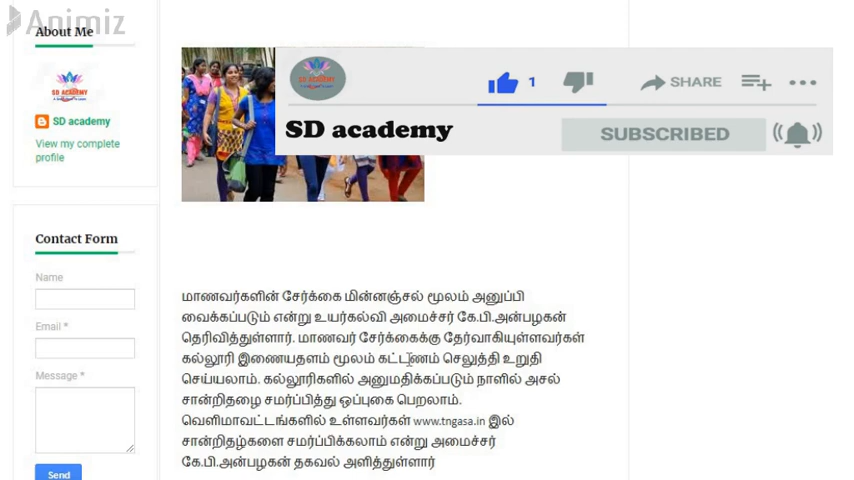 Animiz
About Me
SD ACADEMY
SD academy
View my complete
profile
Contact Form
Name
Email *
Message *
Send
SD ACADEMY
1
SHARE
SD academy
SUBSCRIBED
மாணவர்களின் சேர்க்கை மின்னஞ்சல் மூலம் அனுப்பி
வைக்கப்படும் என்று உயர்கல்வி அமைச்சர் கே.பி.அன்பழகன்
தெரிவித்துள்ளார். மாணவர் சேர்க்கைக்கு தேர்வாகியுள்ளவர்கள்
கல்லூரி இணையதளம் மூலம் கட்டணம் செலுத்தி உறுதி
செய்யலாம். கல்லூரிகளில் அனுமதிக்கப்படும் நாளில் அசல்
சான்றிதழை சமர்ப்பித்து ஒப்புகை பெறலாம்.
வெளிமாவட்டங்களில் உள்ளவர்கள் www.tngasa.in இல்
சான்றிதழ்களை சமர்ப்பிக்கலாம் என்று அமைச்சர்
கே.பி.அன்பழகன் தகவல் அளித்துள்ளார்